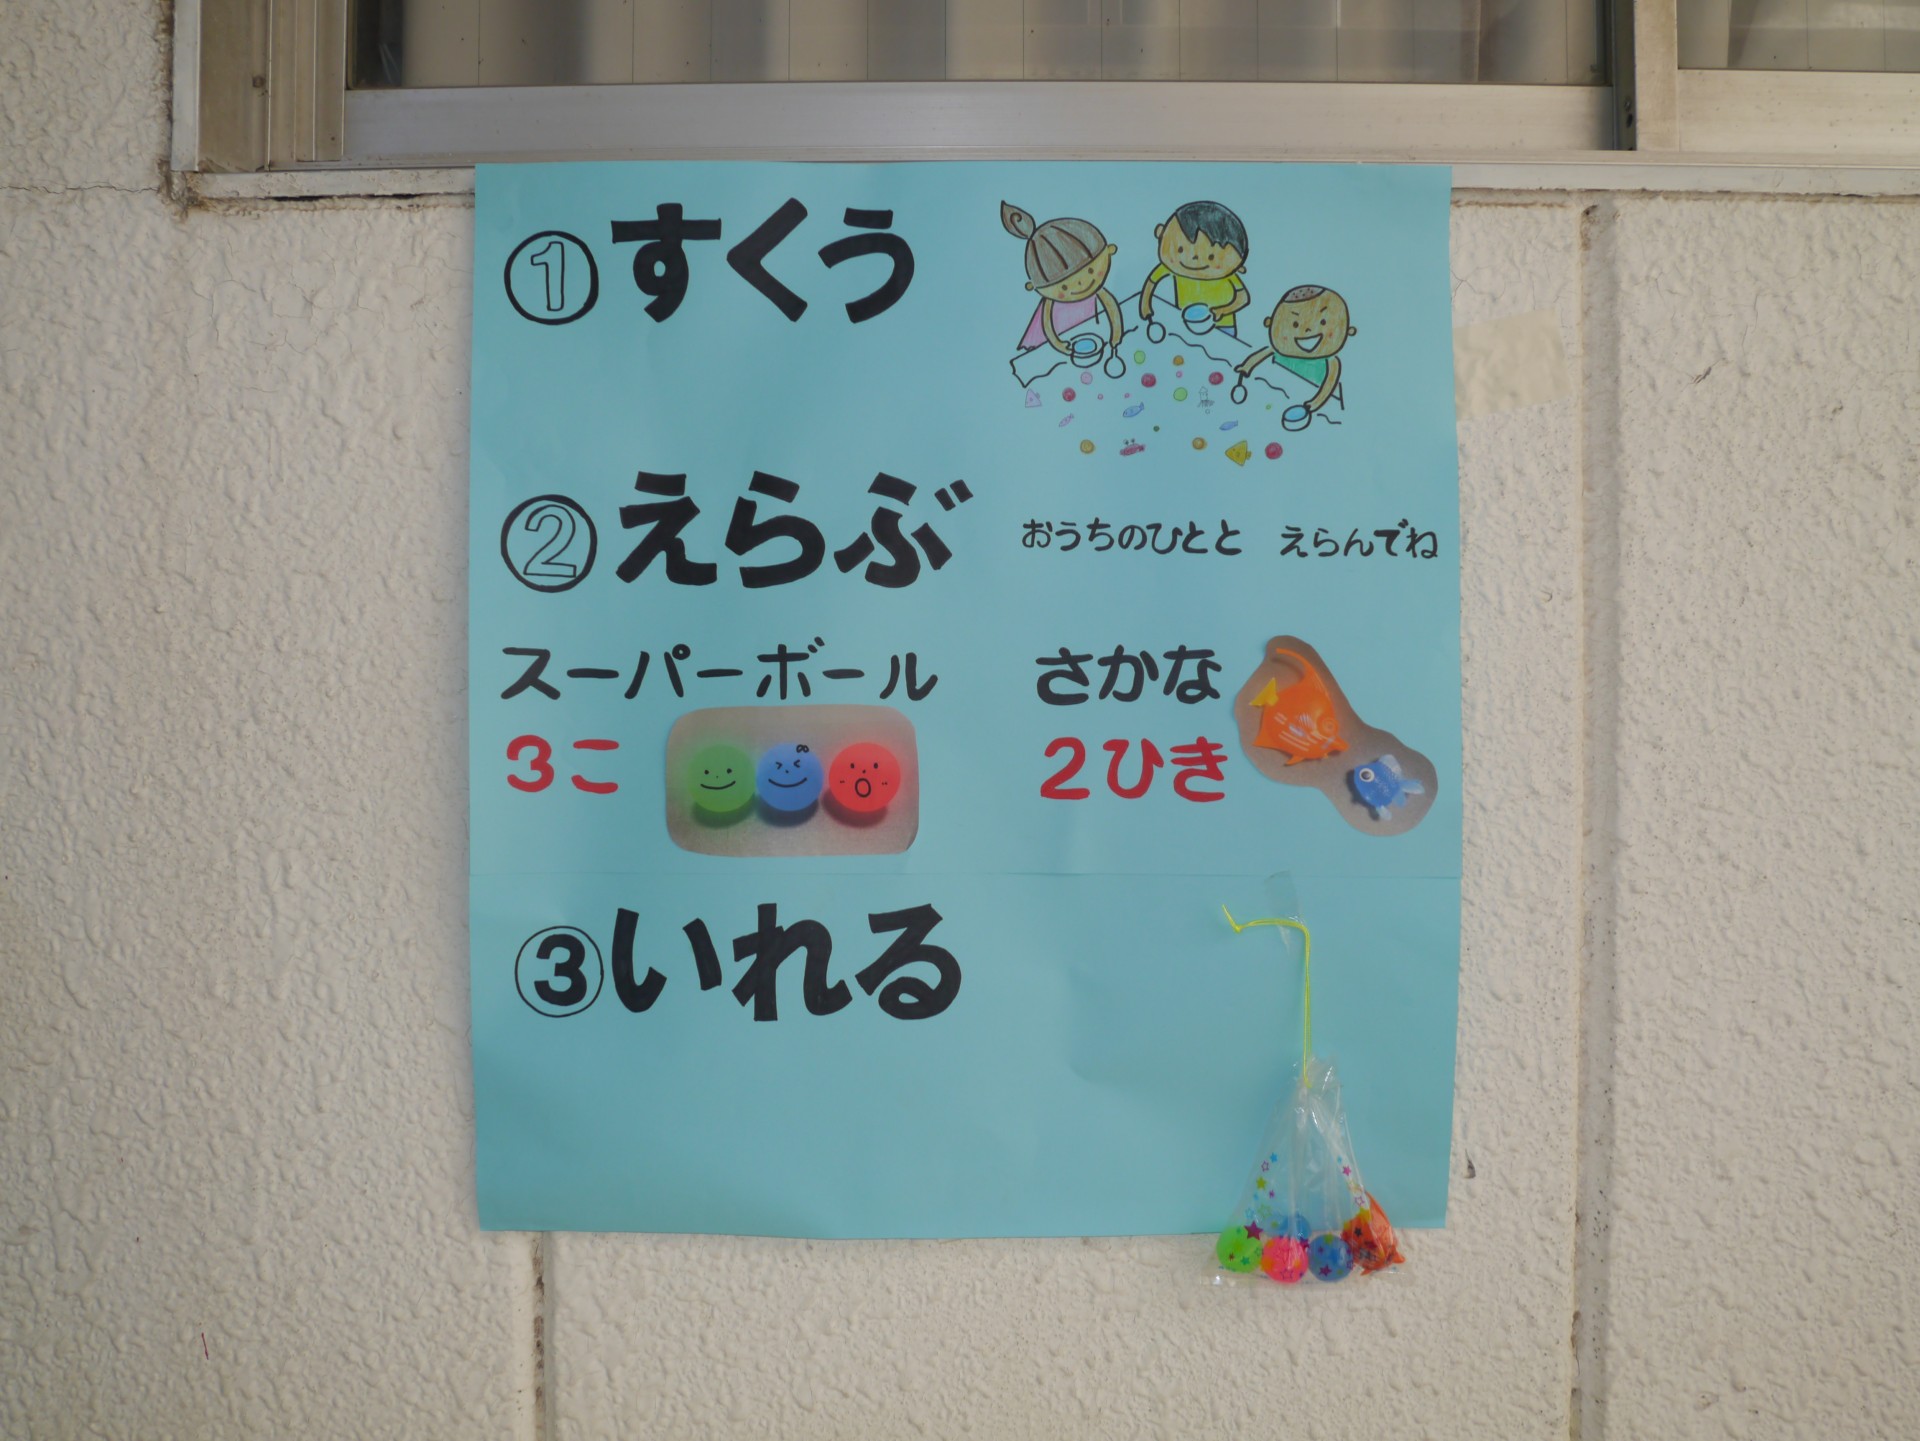 ①すくう
②えらぶ おうちのひとと えらんでね
スーパーボール さかな
3こ 2ひき
③いれる